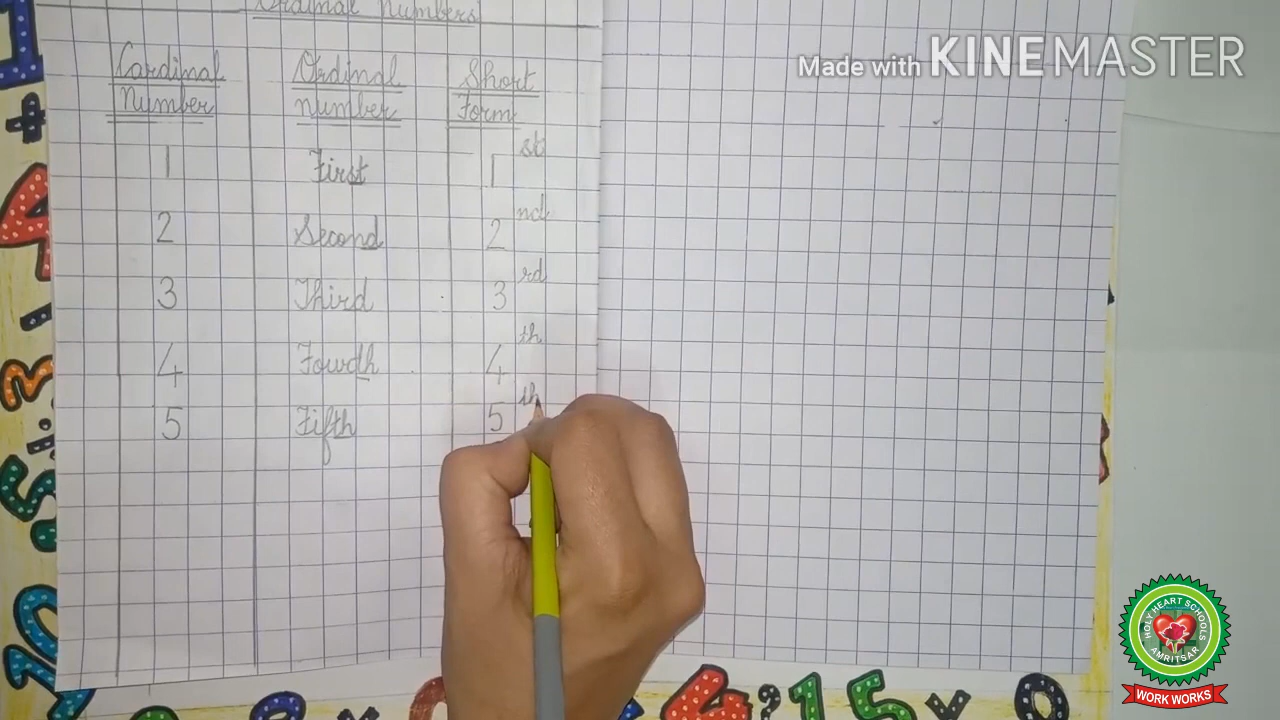 Ordinal Numbers
Cardinal Number
Ordinal number
Short Form
1 First 1st
2 Second 2nd
3 Third 3rd
4 Fourth 4th
5 Fifth 5th
Made with KINEMASTER
HOLY HEART SCHOOLS
AMRITSAR
WORK WORKS